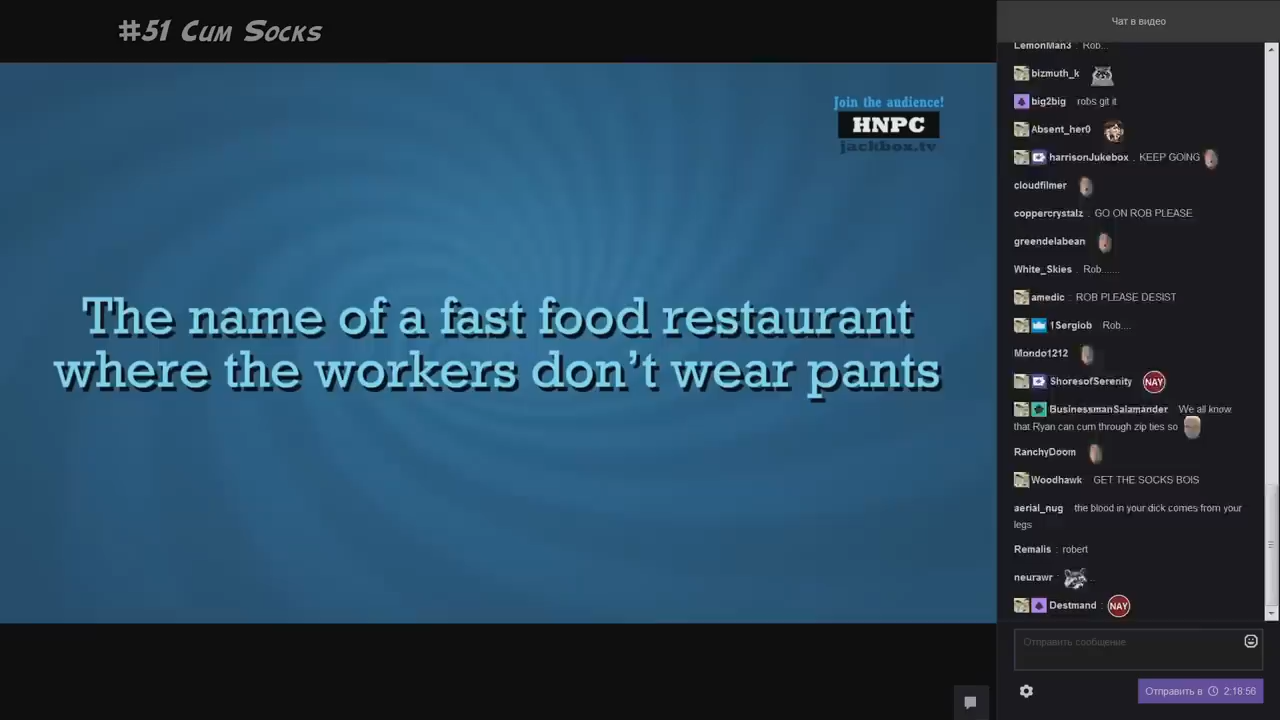 #51 Cum Socks
Join the audience!
HNPC
jackbox.tv
The name of a fast food restaurant
where the workers don't wear pants
Чат в видео
LemonMan3 : Rob...
bizmuth_k
big2big robs git it
Absent_her0
harrisonJukebox . KEEP GOING
cloudfilmer
coppercrystalz . GO ON ROB PLEASE
greendelabean
White_Skies . Rob......
amedic : ROB PLEASE DESIST
1Sergiob Rob....
Mondo1212
ShoresofSerenity NAY
BusinessmanSalamander We all know
that Ryan can cum through zip ties so
RanchyDoom
Woodhawk GET THE SOCKS BOIS
aerial_nug the blood in your dick comes from your
legs
Remalis : robert
neurawr :
Destmand : NAY
Отправить сообщение
Отправить в 2:18:56